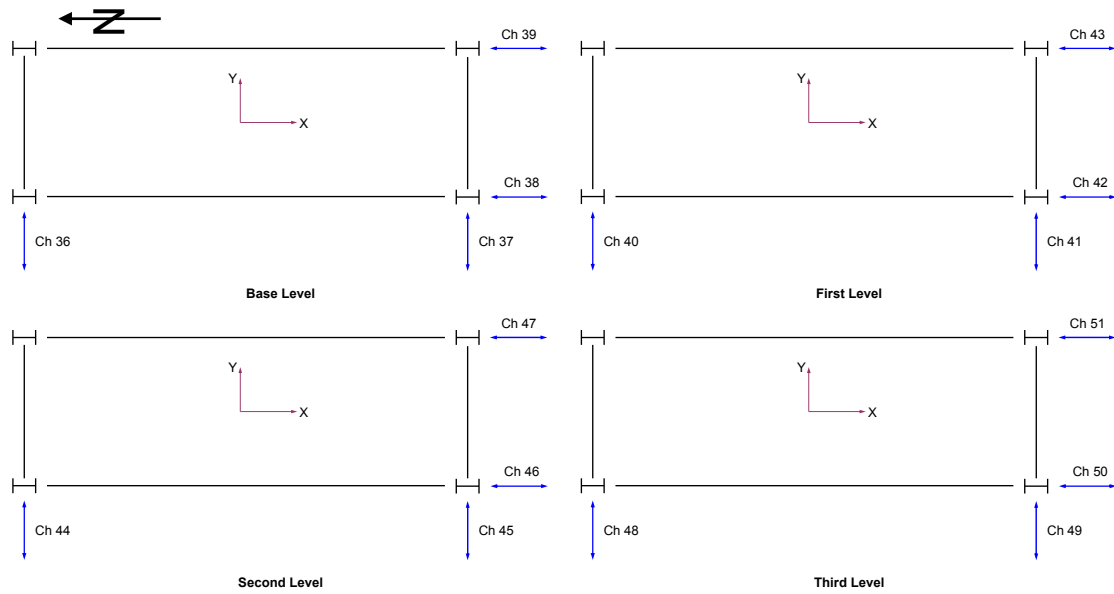 N
Ch 39
Y
X
Ch 38
Ch 36
Ch 37
Base Level
Ch 43
Y
X
Ch 42
Ch 40
Ch 41
First Level
Ch 47
Y
X
Ch 46
Ch 44
Ch 45
Second Level
Ch 51
Y
X
Ch 50
Ch 48
Ch 49
Third Level